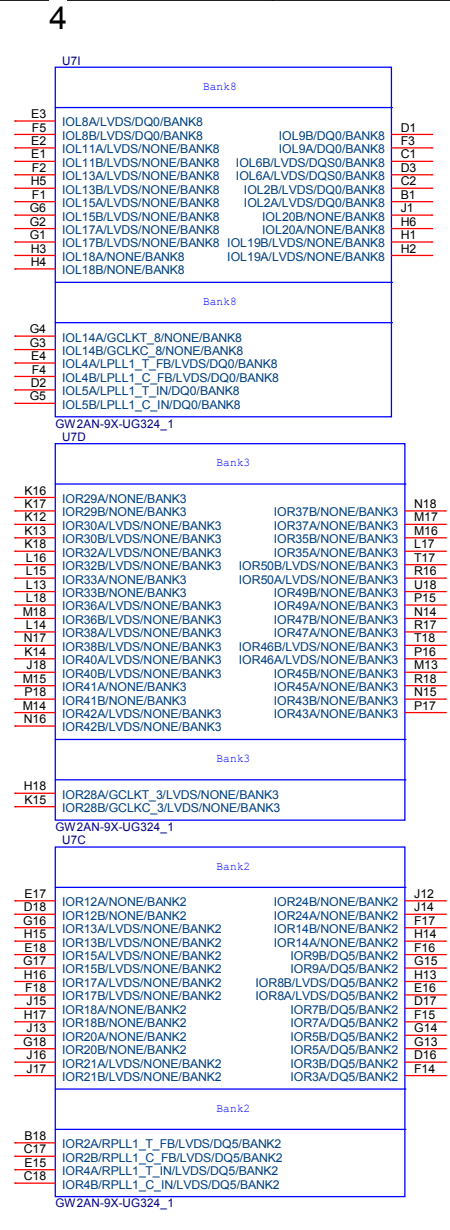 4
U7I
Bank8
E3 IOL8A/LVDS/DQ0/BANK8
F5 IOL8B/LVDS/DQ0/BANK8 IOL9B/DQ0/BANK8 D1
E2 IOL11A/LVDS/NONE/BANK8 IOL9A/DQ0/BANK8 F3
E1 IOL11B/LVDS/NONE/BANK8 IOL6B/LVDS/DQS0/BANK8 C1
F2 IOL13A/LVDS/NONE/BANK8 IOL6A/LVDS/DQS0/BANK8 D3
H5 IOL13B/LVDS/NONE/BANK8 IOL2B/LVDS/DQ0/BANK8 C2
F1 IOL15A/LVDS/NONE/BANK8 IOL2A/LVDS/DQ0/BANK8 B1
G6 IOL15B/LVDS/NONE/BANK8 IOL20B/NONE/BANK8 J1
G2 IOL17A/LVDS/NONE/BANK8 IOL20A/NONE/BANK8 H6
G1 IOL17B/LVDS/NONE/BANK8 IOL19B/LVDS/NONE/BANK8 H1
H3 IOL18A/NONE/BANK8 IOL19A/LVDS/NONE/BANK8 H2
H4 IOL18B/NONE/BANK8
Bank8
G4 IOL14A/GCLKT_8/NONE/BANK8
G3 IOL14B/GCLKC_8/NONE/BANK8
E4 IOL4A/LPLL1_T_FB/LVDS/DQ0/BANK8
F4 IOL4B/LPLL1_C_FB/LVDS/DQ0/BANK8
D2 IOL5A/LPLL1_T_IN/DQ0/BANK8
G5 IOL5B/LPLL1_C_IN/DQ0/BANK8
GW2AN-9X-UG324_1
U7D
Bank3
K16 IOR29A/NONE/BANK3
K17 IOR29B/NONE/BANK3 IOR37B/NONE/BANK3 N18
K12 IOR30A/LVDS/NONE/BANK3 IOR37A/NONE/BANK3 M17
K13 IOR30B/LVDS/NONE/BANK3 IOR35B/NONE/BANK3 M16
K18 IOR32A/LVDS/NONE/BANK3 IOR35A/NONE/BANK3 L17
L16 IOR32B/LVDS/NONE/BANK3 IOR50B/LVDS/NONE/BANK3 T17
L15 IOR33A/NONE/BANK3 IOR50A/LVDS/NONE/BANK3 R16
L13 IOR33B/NONE/BANK3 IOR49B/NONE/BANK3 U18
L18 IOR36A/LVDS/NONE/BANK3 IOR49A/NONE/BANK3 P15
M18 IOR36B/LVDS/NONE/BANK3 IOR47B/NONE/BANK3 N14
L14 IOR38A/LVDS/NONE/BANK3 IOR47A/NONE/BANK3 R17
N17 IOR38B/LVDS/NONE/BANK3 IOR46B/LVDS/NONE/BANK3 T18
K14 IOR40A/LVDS/NONE/BANK3 IOR46A/LVDS/NONE/BANK3 P16
J18 IOR40B/LVDS/NONE/BANK3 IOR45B/NONE/BANK3 M13
M15 IOR41A/NONE/BANK3 IOR45A/NONE/BANK3 R18
P18 IOR41B/NONE/BANK3 IOR43B/NONE/BANK3 N15
M14 IOR42A/LVDS/NONE/BANK3 IOR43A/NONE/BANK3 P17
N16 IOR42B/LVDS/NONE/BANK3
Bank3
H18 IOR28A/GCLKT_3/LVDS/NONE/BANK3
K15 IOR28B/GCLKC_3/LVDS/NONE/BANK3
GW2AN-9X-UG324_1
U7C
Bank2
E17 IOR12A/NONE/BANK2 IOR24B/NONE/BANK2 J12
D18 IOR12B/NONE/BANK2 IOR24A/NONE/BANK2 J14
G16 IOR13A/LVDS/NONE/BANK2 IOR14B/NONE/BANK2 F17
H15 IOR13B/LVDS/NONE/BANK2 IOR14A/NONE/BANK2 H14
E18 IOR15A/LVDS/NONE/BANK2 IOR9B/DQ5/BANK2 F16
G17 IOR15B/LVDS/NONE/BANK2 IOR9A/DQ5/BANK2 G15
H16 IOR17A/LVDS/NONE/BANK2 IOR8B/LVDS/DQ5/BANK2 H13
F18 IOR17B/LVDS/NONE/BANK2 IOR8A/LVDS/DQ5/BANK2 E16
J15 IOR18A/NONE/BANK2 IOR7B/DQ5/BANK2 D17
H17 IOR18B/NONE/BANK2 IOR7A/DQ5/BANK2 F15
J13 IOR20A/NONE/BANK2 IOR5B/DQ5/BANK2 G14
G18 IOR20B/NONE/BANK2 IOR5A/DQ5/BANK2 G13
J16 IOR21A/LVDS/NONE/BANK2 IOR3B/DQ5/BANK2 D16
J17 IOR21B/LVDS/NONE/BANK2 IOR3A/DQ5/BANK2 F14
Bank2
B18 IOR2A/RPLL1_T_FB/LVDS/DQ5/BANK2
C17 IOR2B/RPLL1_C_FB/LVDS/DQ5/BANK2
E15 IOR4A/RPLL1_T_IN/LVDS/DQ5/BANK2
C18 IOR4B/RPLL1_C_IN/LVDS/DQ5/BANK2
GW2AN-9X-UG324_1